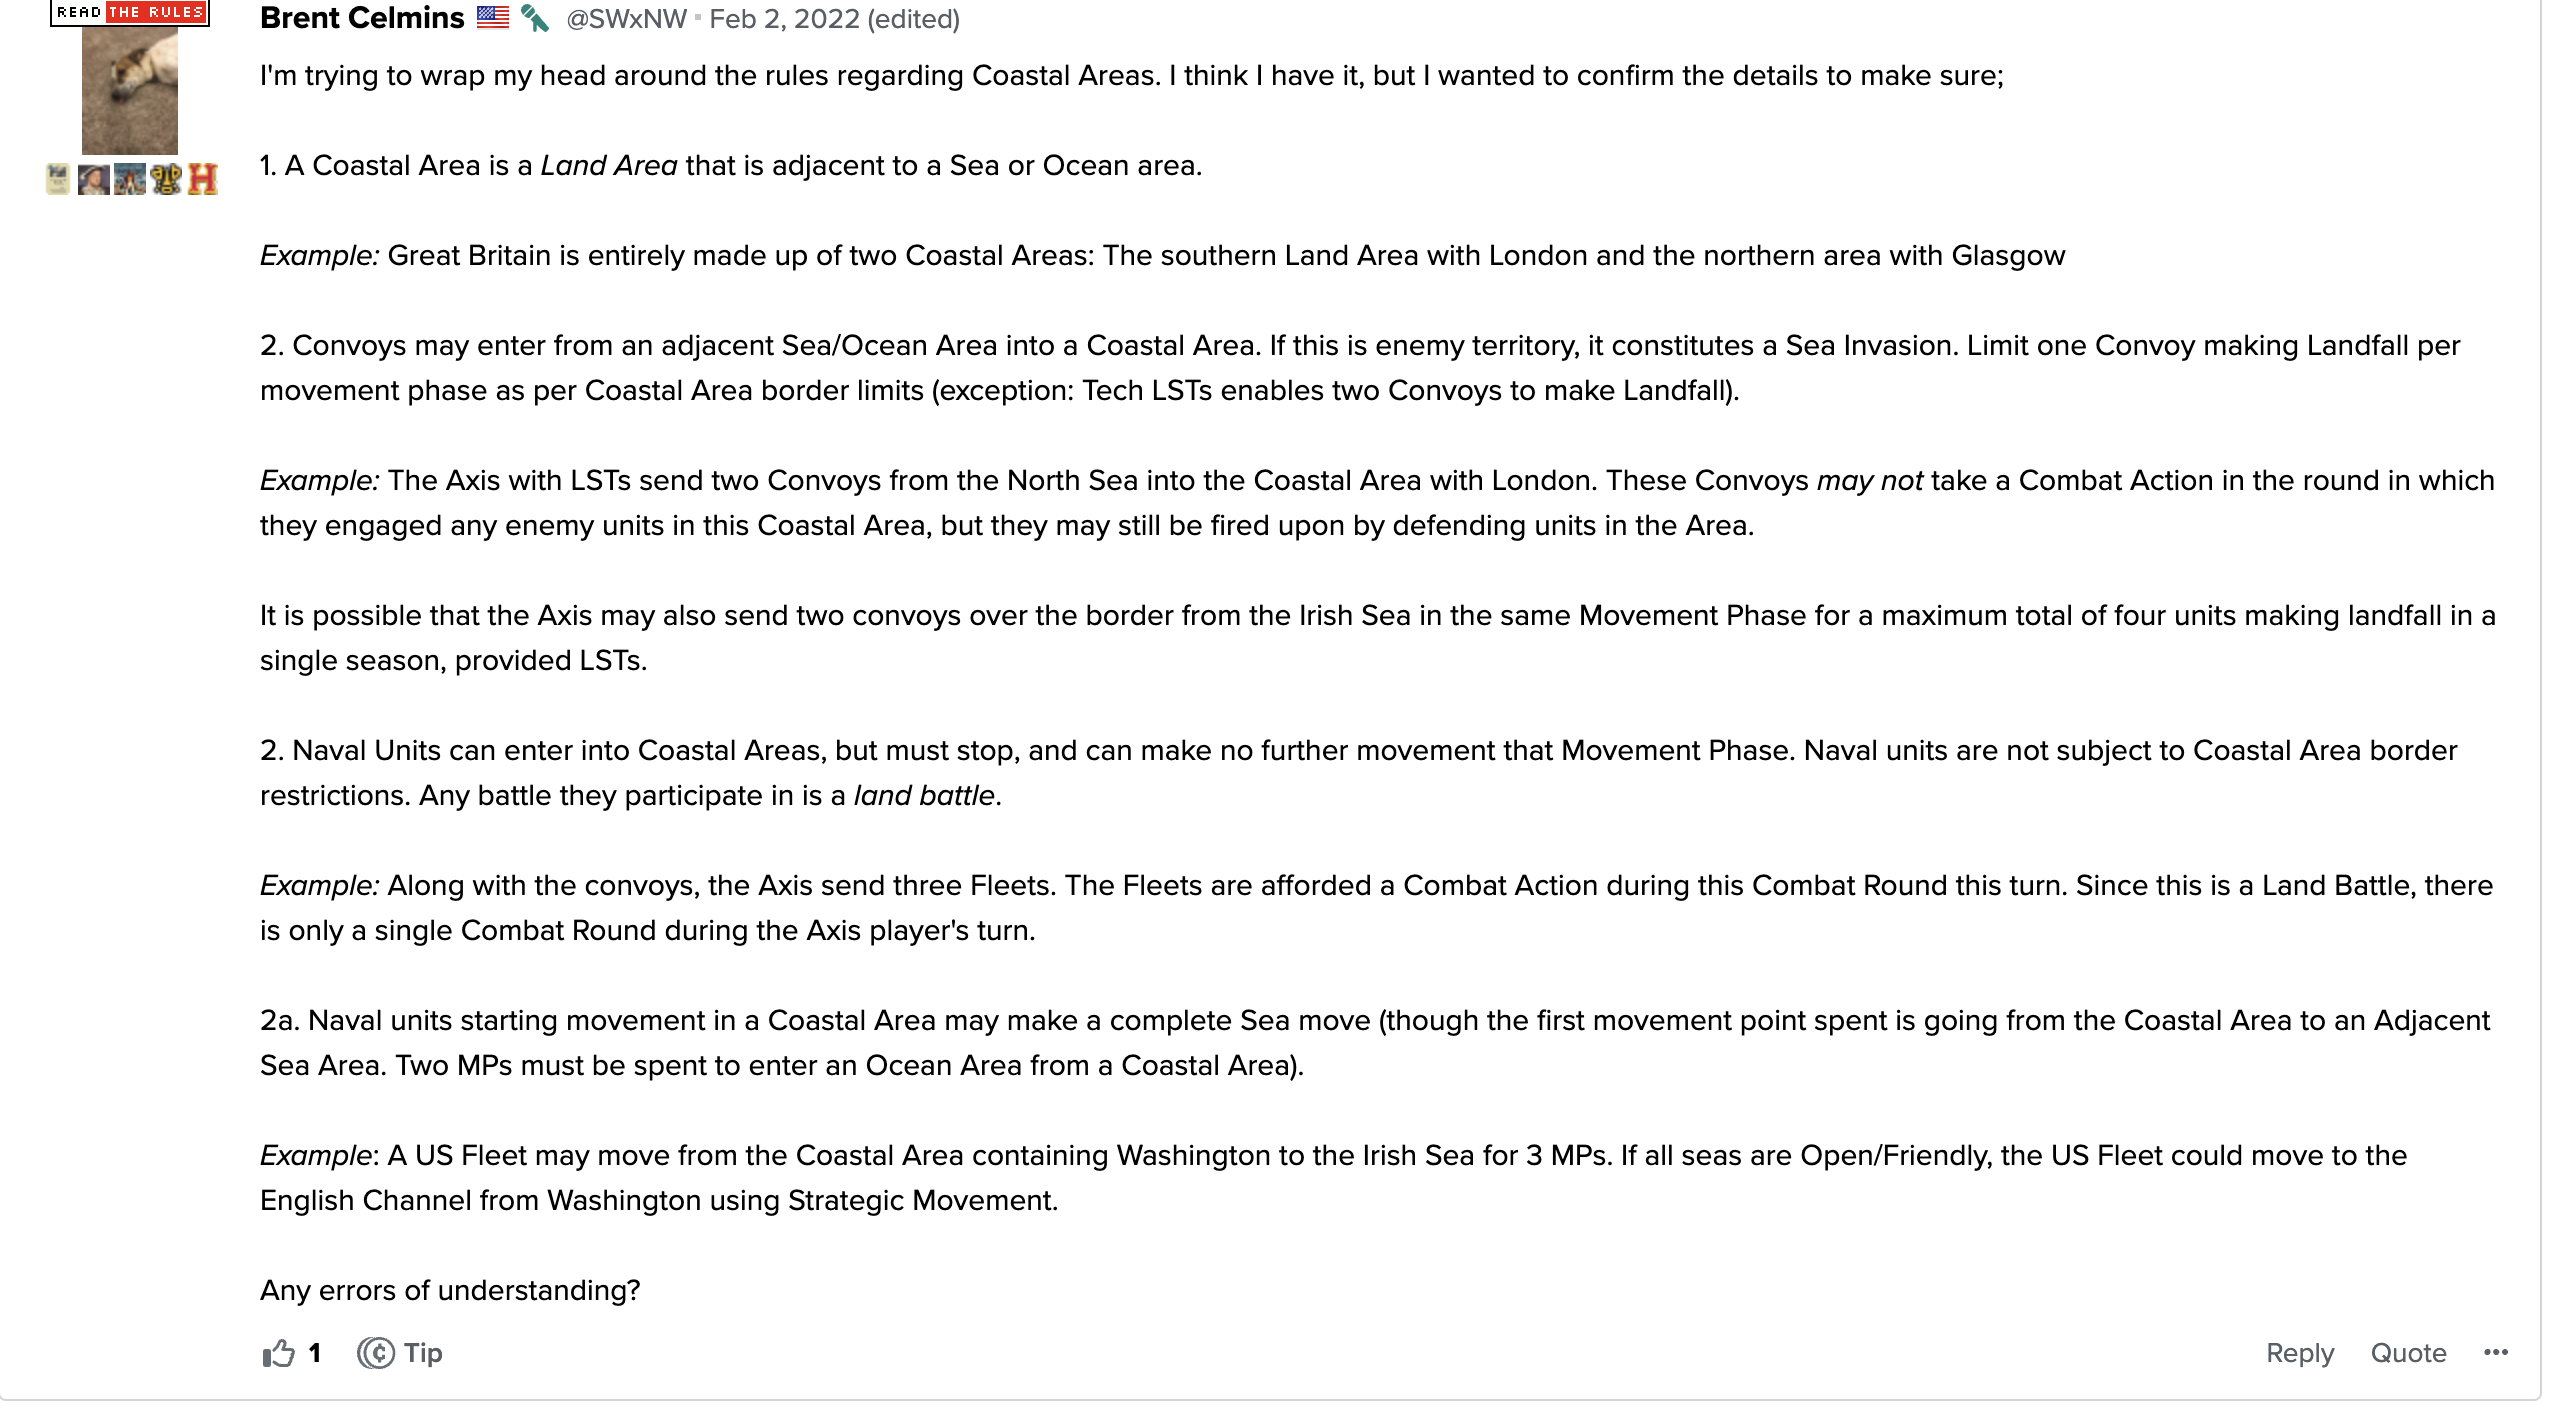 READ THE RULES
Brent Celmins @SWxNW · Feb 2, 2022 (edited)
I'm trying to wrap my head around the rules regarding Coastal Areas. I think I have it, but I wanted to confirm the details to make sure;
1. A Coastal Area is a Land Area that is adjacent to a Sea or Ocean area.
Example: Great Britain is entirely made up of two Coastal Areas: The southern Land Area with London and the northern area with Glasgow
2. Convoys may enter from an adjacent Sea/Ocean Area into a Coastal Area. If this is enemy territory, it constitutes a Sea Invasion. Limit one Convoy making Landfall per
movement phase as per Coastal Area border limits (exception: Tech LSTs enables two Convoys to make Landfall).
Example: The Axis with LSTs send two Convoys from the North Sea into the Coastal Area with London. These Convoys may not take a Combat Action in the round in which
they engaged any enemy units in this Coastal Area, but they may still be fired upon by defending units in the Area.
It is possible that the Axis may also send two convoys over the border from the Irish Sea in the same Movement Phase for a maximum total of four units making landfall in a
single season, provided LSTs.
2. Naval Units can enter into Coastal Areas, but must stop, and can make no further movement that Movement Phase. Naval units are not subject to Coastal Area border
restrictions. Any battle they participate in is a land battle.
Example: Along with the convoys, the Axis send three Fleets. The Fleets are afforded a Combat Action during this Combat Round this turn. Since this is a Land Battle, there
is only a single Combat Round during the Axis player's turn.
2a. Naval units starting movement in a Coastal Area may make a complete Sea move (though the first movement point spent is going from the Coastal Area to an Adjacent
Sea Area. Two MPs must be spent to enter an Ocean Area from a Coastal Area).
Example: A US Fleet may move from the Coastal Area containing Washington to the Irish Sea for 3 MPs. If all seas are Open/Friendly, the US Fleet could move to the
English Channel from Washington using Strategic Movement.
Any errors of understanding?
1 Tip Reply Quote